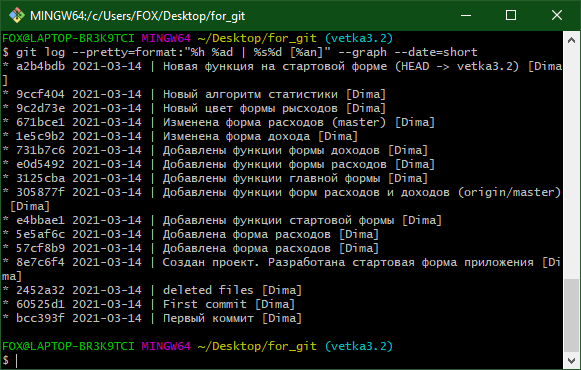 MINGW64:/c/Users/FOX/Desktop/for_git
FOX@LAPTOP-BR3K9TCI MINGW64 ~/Desktop/for_git (vetka3.2)
$ git log --pretty=format:"%h %ad | %s%d [%an]" --graph --date=short
* a2b4bdb 2021-03-14 | Новая функция на стартовой форме (HEAD -> vetka3.2) [Dima
]
* 9ccf404 2021-03-14 | Новый алгоритм статистики [Dima]
* 9c2d73e 2021-03-14 | Новый цвет формы рысходов [Dima]
* 671bce1 2021-03-14 | Изменена форма расходов (master) [Dima]
* 1e5c9b2 2021-03-14 | Изменена форма дохода [Dima]
* 731b7c6 2021-03-14 | Добавлены функции формы доходов [Dima]
* e0d5492 2021-03-14 | Добавлены функции формы расходов [Dima]
* 3125cba 2021-03-14 | Добавлены функции главной формы [Dima]
* 305877f 2021-03-14 | Добавлены функции форм расходов и доходов (origin/master)
[Dima]
* e4bbae1 2021-03-14 | Добавлены функции стартовой формы [Dima]
* 5e5af6c 2021-03-14 | Добавлена форма расходов [Dima]
* 57cf8b9 2021-03-14 | Добавлена форма расходов [Dima]
* 8e7c6f4 2021-03-14 | Создан проект. Разработана стартовая форма приложения [Di
ma]
* 2452a32 2021-03-14 | deleted files [Dima]
* 60525d1 2021-03-14 | First commit [Dima]
* bcc393f 2021-03-14 | Первый коммит [Dima]
FOX@LAPTOP-BR3K9TCI MINGW64 ~/Desktop/for_git (vetka3.2)
$